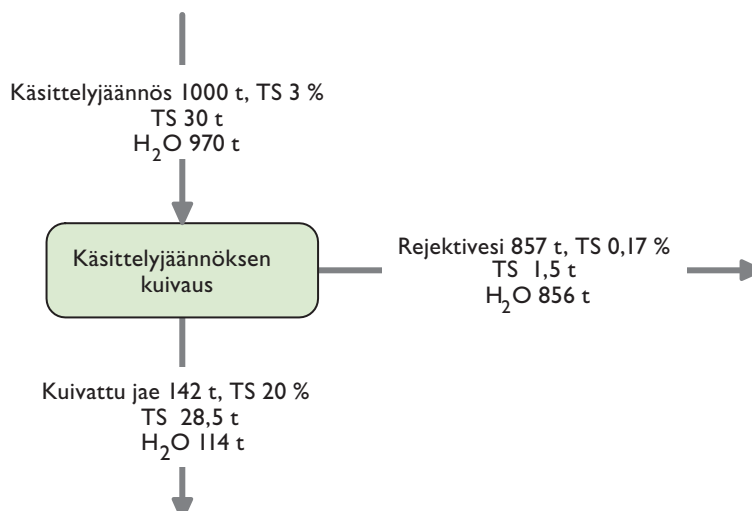 Käsittelyjäännös 1000 t, TS 3 %
TS 30 t
H₂O 970 t
Käsittelyjäännöksen
kuivaus
Rejektivesi 857 t, TS 0,17 %
TS 1,5 t
H₂O 856 t
Kuivattu jae 142 t, TS 20 %
TS 28,5 t
H₂O 114 t